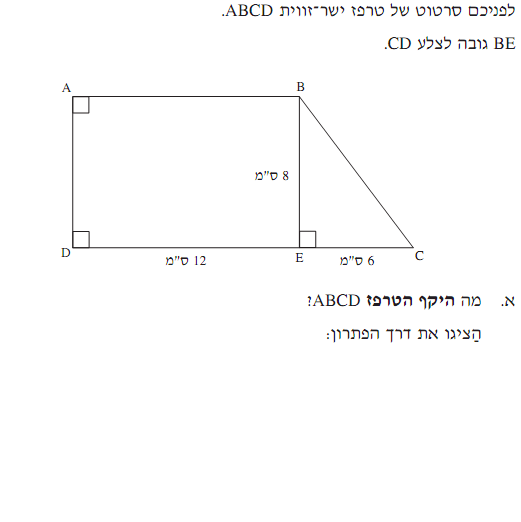 לפניכם סרטוט של טרפז ישר־זווית ABCD.
BE גובה לצלע CD.
A
B
8 ס"מ
D
12 ס"מ
E
6 ס"מ
C
א. מה היקף הטרפז ABCD?
הַציגו את דרך הפתרון: